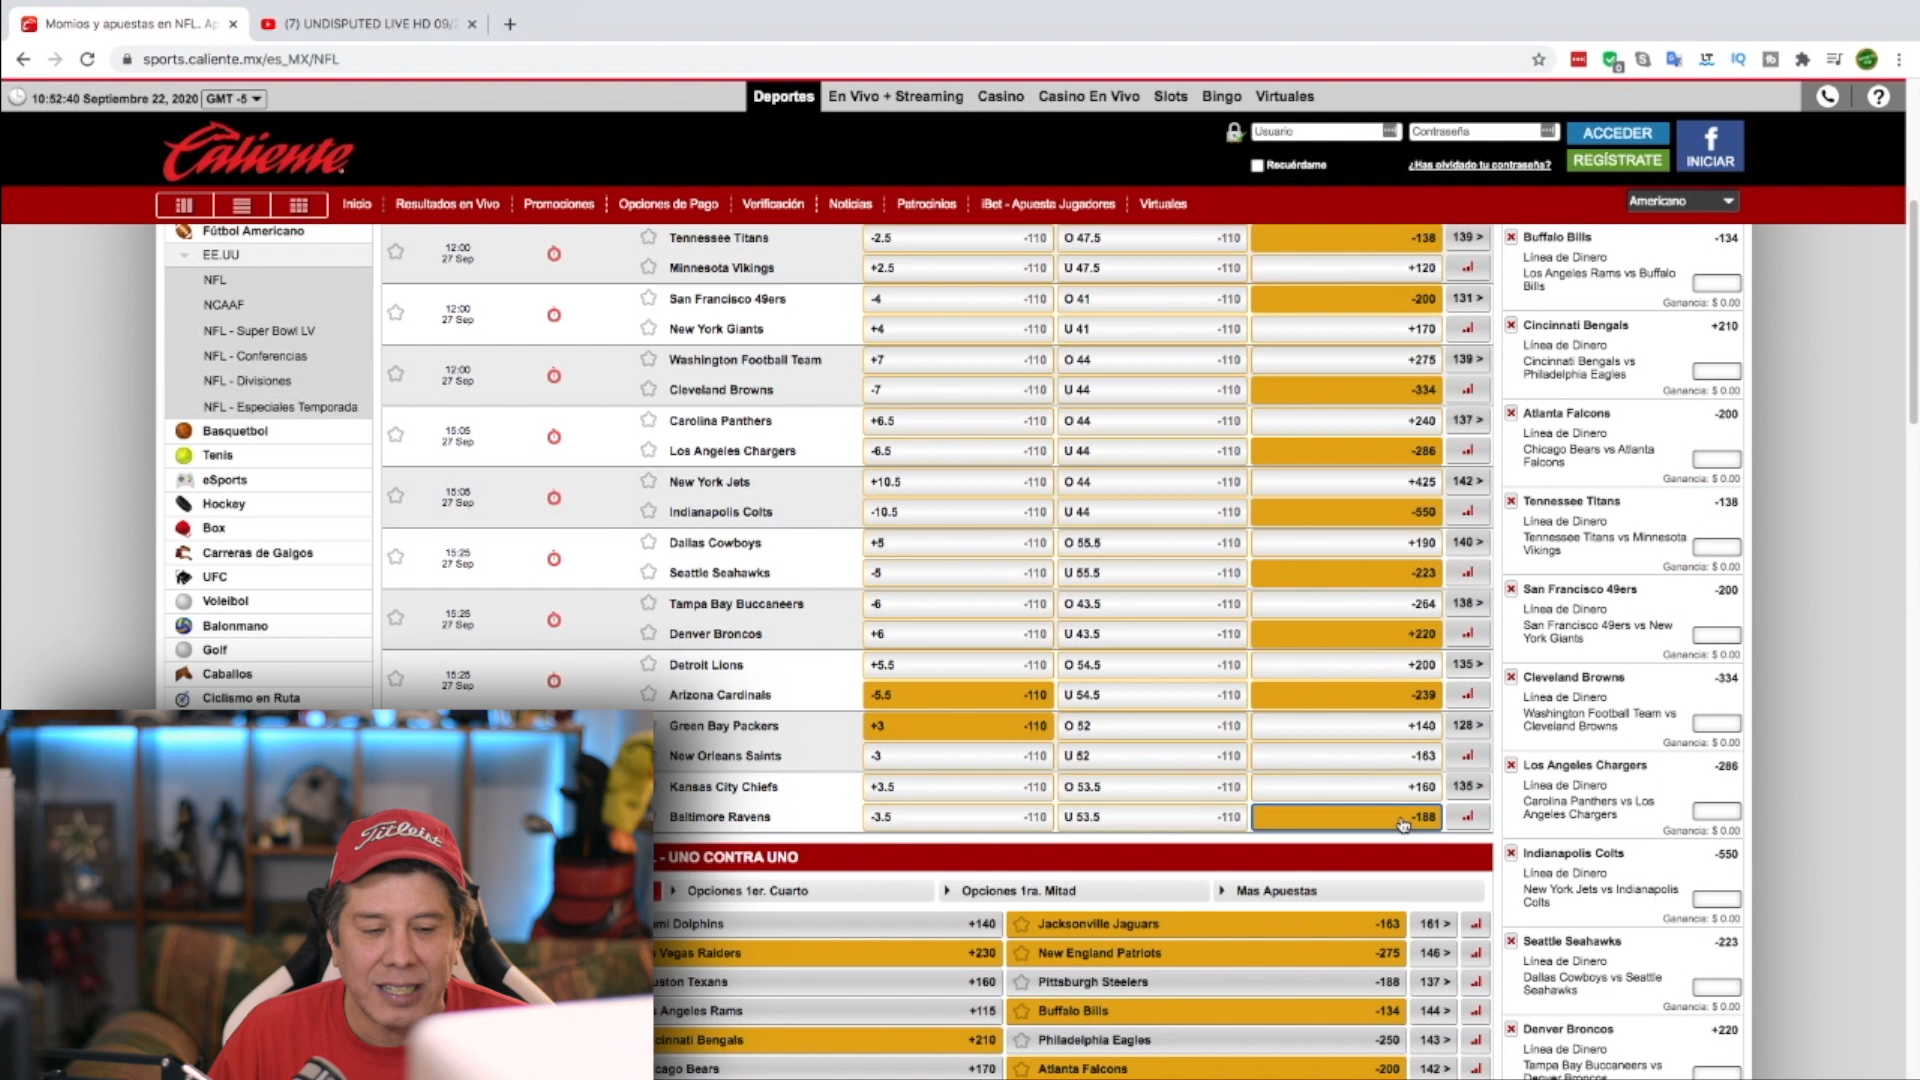 Momios y apuestas en NFL. Ap
(7) UNDISPUTED LIVE HD 09/2
sports.caliente.mx/es_MX/NFL
10:52:40 Septiembre 22, 2020 GMT -5
Deportes En Vivo + Streaming Casino Casino En Vivo Slots Bingo Virtuales
Caliente
Usuario Contraseña ACCEDER
Recuérdame ¿Has olvidado tu contraseña? REGÍSTRATE
f INICIAR
Inicio Resultados en Vivo Promociones Opciones de Pago Verificación Noticias Patrocinios iBet - Apuesta Jugadores Virtuales Americano
Fútbol Americano
EE.UU
NFL
NCAAF
NFL - Super Bowl LV
NFL - Conferencias
NFL - Divisiones
NFL - Especiales Temporada
Basquetbol
Tenis
eSports
Hockey
Box
Carreras de Galgos
UFC
Voleibol
Balonmano
Golf
Caballos
Ciclismo en Ruta
12:00
27 Sep
Tennessee Titans -2.5 -110 O 47.5 -110 -138 139 >
Minnesota Vikings +2.5 -110 U 47.5 -110 +120
12:00
27 Sep
San Francisco 49ers -4 -110 O 41 -110 -200 131 >
New York Giants +4 -110 U 41 -110 +170
12:00
27 Sep
Washington Football Team +7 -110 O 44 -110 +275 139 >
Cleveland Browns -7 -110 U 44 -110 -334
15:05
27 Sep
Carolina Panthers +6.5 -110 O 44 -110 +240 137 >
Los Angeles Chargers -6.5 -110 U 44 -110 -286
15:05
27 Sep
New York Jets +10.5 -110 O 44 -110 +425 142 >
Indianapolis Colts -10.5 -110 U 44 -110 -550
15:25
27 Sep
Dallas Cowboys +5 -110 O 55.5 -110 +190 140 >
Seattle Seahawks -5 -110 U 55.5 -110 -223
15:25
27 Sep
Tampa Bay Buccaneers -6 -110 O 43.5 -110 -264 138 >
Denver Broncos +6 -110 U 43.5 -110 +220
15:25
27 Sep
Detroit Lions +5.5 -110 O 54.5 -110 +200 135 >
Arizona Cardinals -5.5 -110 U 54.5 -110 -239
Green Bay Packers +3 -110 O 52 -110 +140 128 >
New Orleans Saints -3 -110 U 52 -110 -163
Kansas City Chiefs +3.5 -110 O 53.5 -110 +160 135 >
Baltimore Ravens -3.5 -110 U 53.5 -110 -188
- UNO CONTRA UNO
Opciones 1er. Cuarto Opciones 1ra. Mitad Mas Apuestas
mi Dolphins +140 Jacksonville Jaguars -163 161 >
Vegas Raiders +230 New England Patriots -275 146 >
uston Texans +160 Pittsburgh Steelers -188 137 >
Angeles Rams +115 Buffalo Bills -134 144 >
cinnati Bengals +210 Philadelphia Eagles -250 143 >
cago Bears +170 Atlanta Falcons -200 142 >
Buffalo Bills -134
Línea de Dinero
Los Angeles Rams vs Buffalo
Bills
Ganancia: $ 0.00
Cincinnati Bengals +210
Línea de Dinero
Cincinnati Bengals vs
Philadelphia Eagles
Ganancia: $ 0.00
Atlanta Falcons -200
Línea de Dinero
Chicago Bears vs Atlanta
Falcons
Ganancia: $ 0.00
Tennessee Titans -138
Línea de Dinero
Tennessee Titans vs Minnesota
Vikings
Ganancia: $ 0.00
San Francisco 49ers -200
Línea de Dinero
San Francisco 49ers vs New
York Giants
Ganancia: $ 0.00
Cleveland Browns -334
Línea de Dinero
Washington Football Team vs
Cleveland Browns
Ganancia: $ 0.00
Los Angeles Chargers -286
Línea de Dinero
Carolina Panthers vs Los
Angeles Chargers
Ganancia: $ 0.00
Indianapolis Colts -550
Línea de Dinero
New York Jets vs Indianapolis
Colts
Ganancia: $ 0.00
Seattle Seahawks -223
Línea de Dinero
Dallas Cowboys vs Seattle
Seahawks
Ganancia: $ 0.00
Denver Broncos +220
Línea de Dinero
Tampa Bay Buccaneers vs
Denver Broncos
Titleist